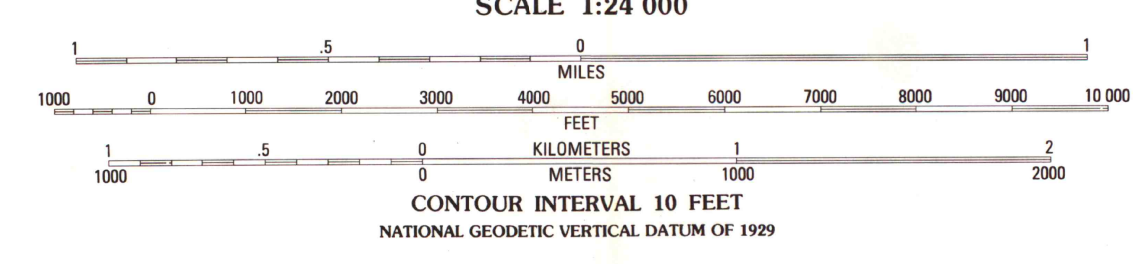 SCALE 1:24 000
1 .5 0 1
MILES
1000 0 1000 2000 3000 4000 5000 6000 7000 8000 9000 10 000
FEET
1 .5 0 KILOMETERS 1 2
1000 0 METERS 1000 2000
CONTOUR INTERVAL 10 FEET
NATIONAL GEODETIC VERTICAL DATUM OF 1929